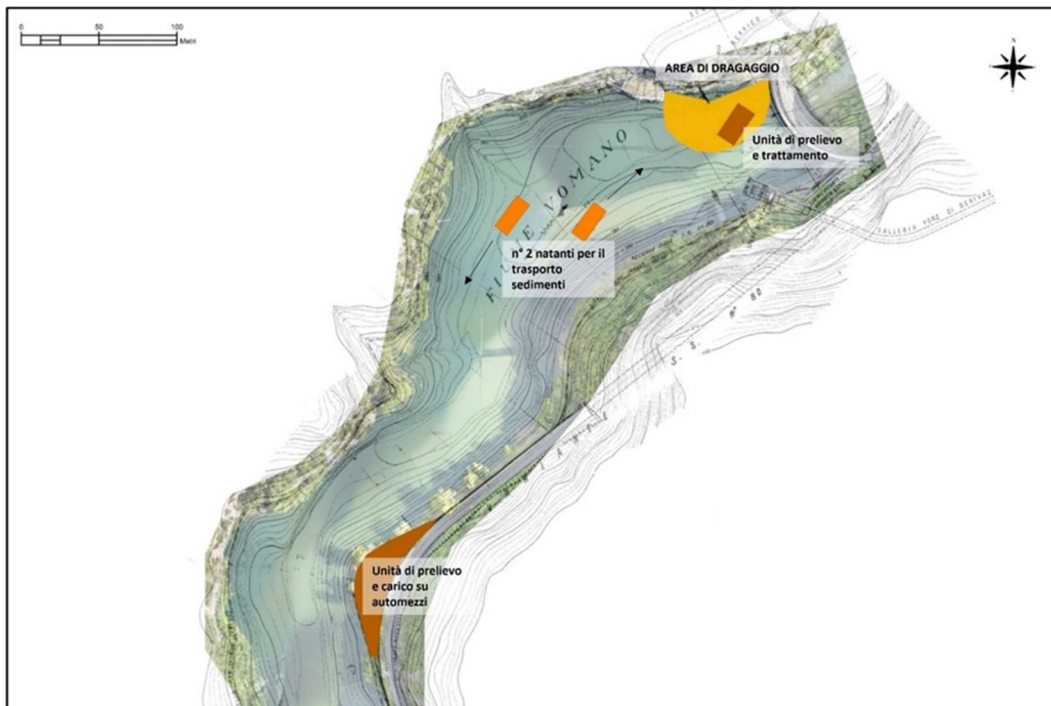 0 50 100
Metri
N
AREA DI DRAGAGGIO
Unità di prelievo
e trattamento
FIUME VOMANO
n° 2 natanti per il
trasporto
sedimenti
S. S. N° 80
Unità di prelievo
e carico su
automezzi